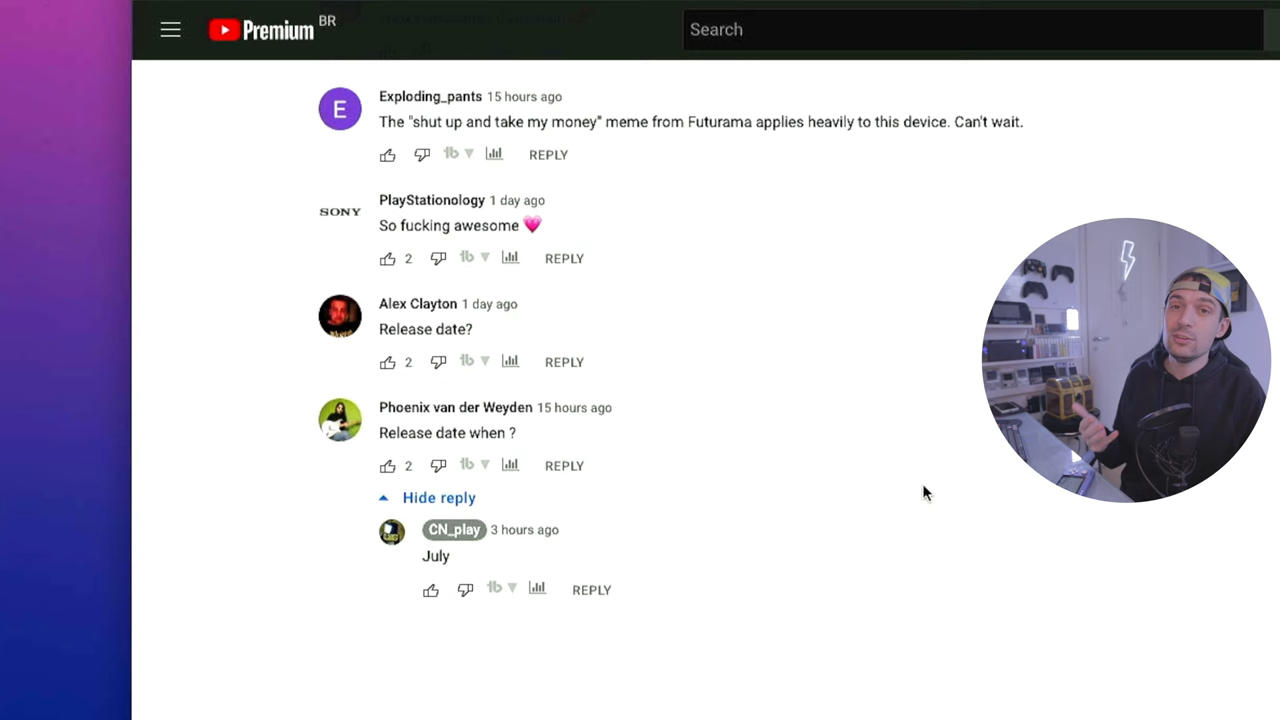 Premium BR
Search
E
Exploding_pants 15 hours ago
The "shut up and take my money" meme from Futurama applies heavily to this device. Can't wait.
REPLY
SONY
PlayStationology 1 day ago
So fucking awesome 💗
2 REPLY
Alex Clayton 1 day ago
Release date?
2 REPLY
Phoenix van der Weyden 15 hours ago
Release date when ?
2 REPLY
Hide reply
CN_play 3 hours ago
July
REPLY